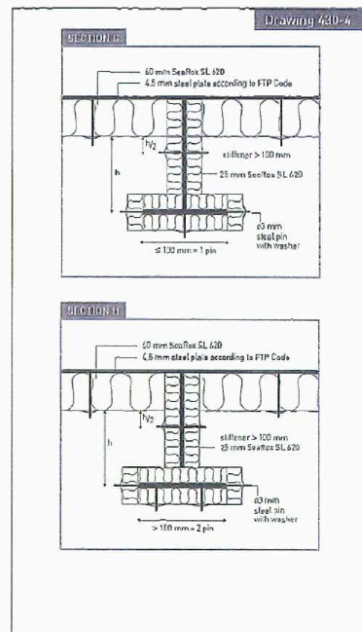 Drawing 430-4
SECTION G
60 mm SeaRox SL 620
4,5 mm steel plate according to FTP Code
h/2
h
stiffener > 100 mm
25 mm SeaRox SL 620
ø3 mm
steel pin
with washer
≤ 100 mm = 1 pin
SECTION H
60 mm SeaRox SL 620
4,5 mm steel plate according to FTP Code
h/2
h
stiffener > 100 mm
25 mm SeaRox SL 620
ø3 mm
steel pin
with washer
> 100 mm = 2 pin